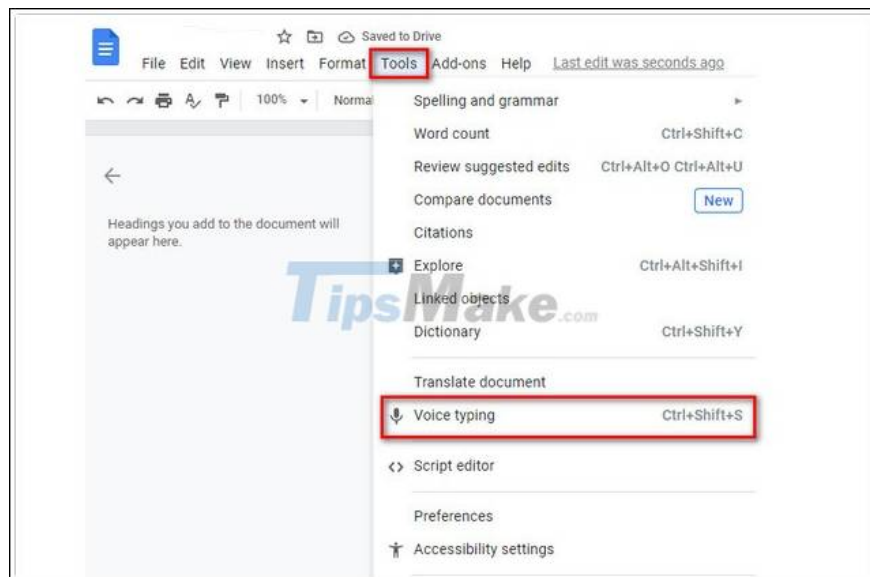 Saved to Drive
File Edit View Insert Format Tools Add-ons Help Last edit was seconds ago
100% Normal
Spelling and grammar
Word count Ctrl+Shift+C
Review suggested edits Ctrl+Alt+O Ctrl+Alt+U
Compare documents New
Citations
Headings you add to the document will
appear here.
Explore Ctrl+Alt+Shift+I
Linked objects
TipsMake.com
Dictionary Ctrl+Shift+Y
Translate document
Voice typing Ctrl+Shift+S
Script editor
Preferences
Accessibility settings